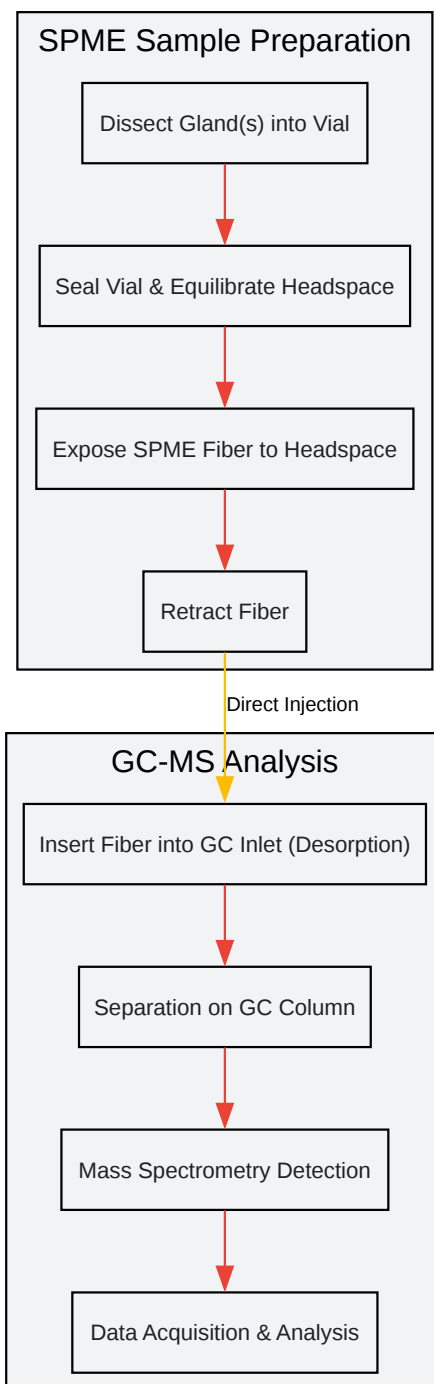 SPME Sample Preparation
Dissect Gland(s) into Vial
Seal Vial & Equilibrate Headspace
Expose SPME Fiber to Headspace
Retract Fiber
Direct Injection
GC-MS Analysis
Insert Fiber into GC Inlet (Desorption)
Separation on GC Column
Mass Spectrometry Detection
Data Acquisition & Analysis